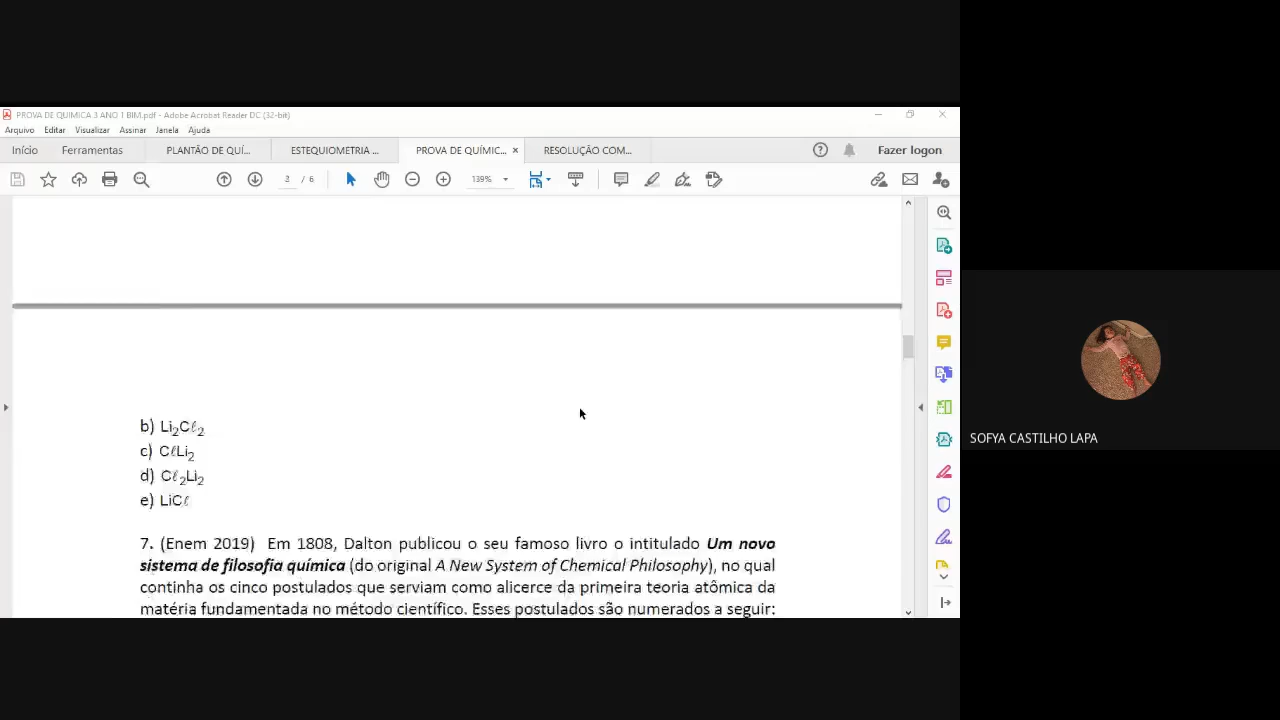 PROVA DE QUIMICA 3 ANO 1 BIM.pdf - Adobe Acrobat Reader DC (32-bit)
Arquivo Editar Visualizar Assinar Janela Ajuda
Início Ferramentas PLANTÃO DE QUÍ... ESTEQUIOMETRIA ... PROVA DE QUÍMIC... × RESOLUÇÃO COM... Fazer logon
2 / 6 139%
b) Li2Cℓ2
c) CℓLi2
d) Cℓ2Li2
e) LiCℓ
7. (Enem 2019) Em 1808, Dalton publicou o seu famoso livro o intitulado Um novo
sistema de filosofia química (do original A New System of Chemical Philosophy), no qual
continha os cinco postulados que serviam como alicerce da primeira teoria atômica da
matéria fundamentada no método científico. Esses postulados são numerados a seguir:
SOFYA CASTILHO LAPA